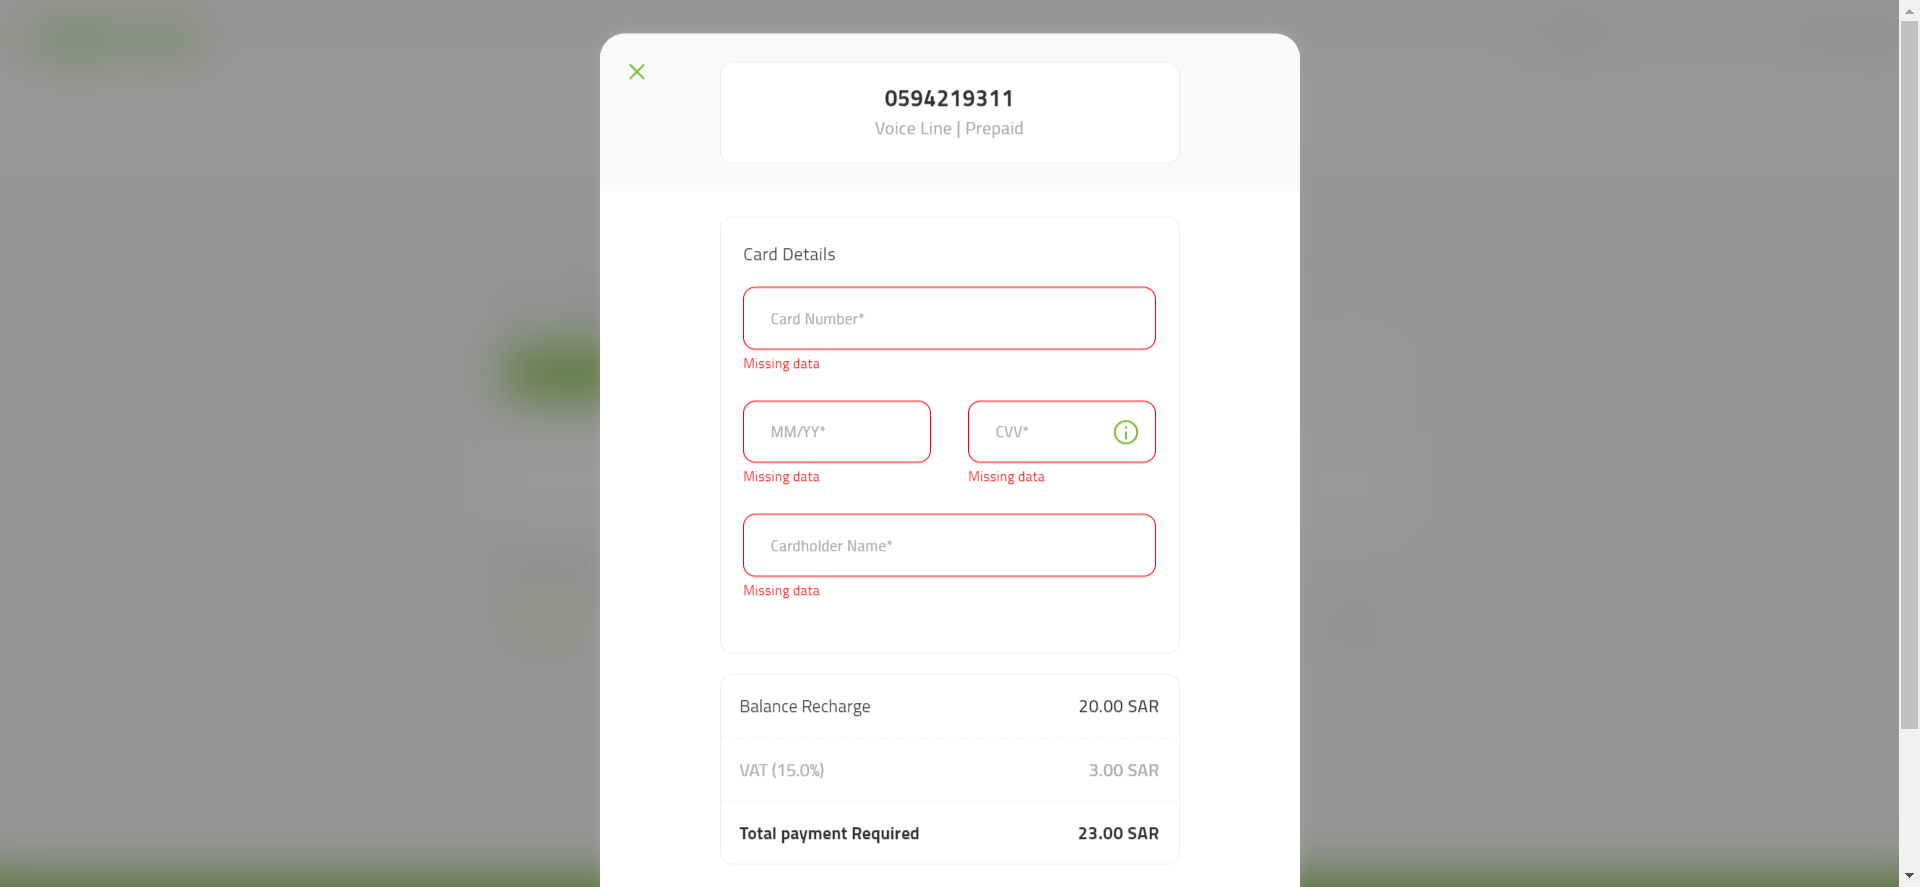 0594219311
Voice Line | Prepaid
Card Details
Card Number*
Missing data
MM/YY*
CVV*
Missing data
Missing data
Cardholder Name*
Missing data
Balance Recharge
20.00 SAR
VAT (15.0%)
3.00 SAR
Total payment Required
23.00 SAR